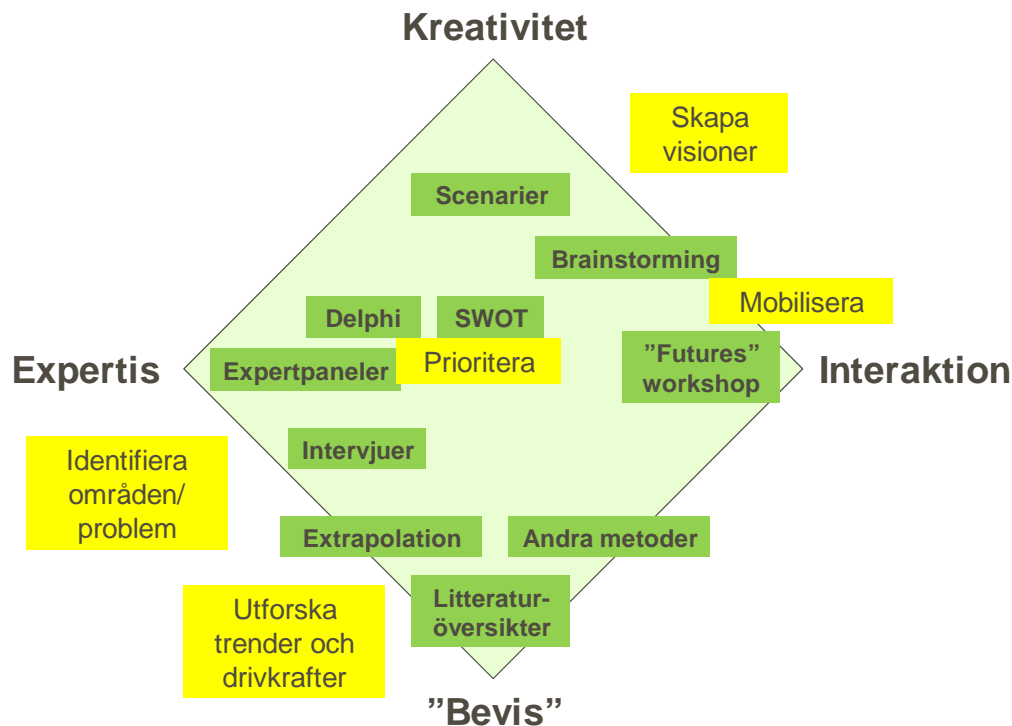 Kreativitet
Skapa
visioner
Scenarier
Brainstorming
Mobilisera
Delphi
SWOT
Prioritera
”Futures”
workshop
Expertis
Expertpaneler
Interaktion
Intervjuer
Identifiera
områden/
problem
Extrapolation
Andra metoder
Litteratur-
översikter
Utforska
trender och
drivkrafter
”Bevis”